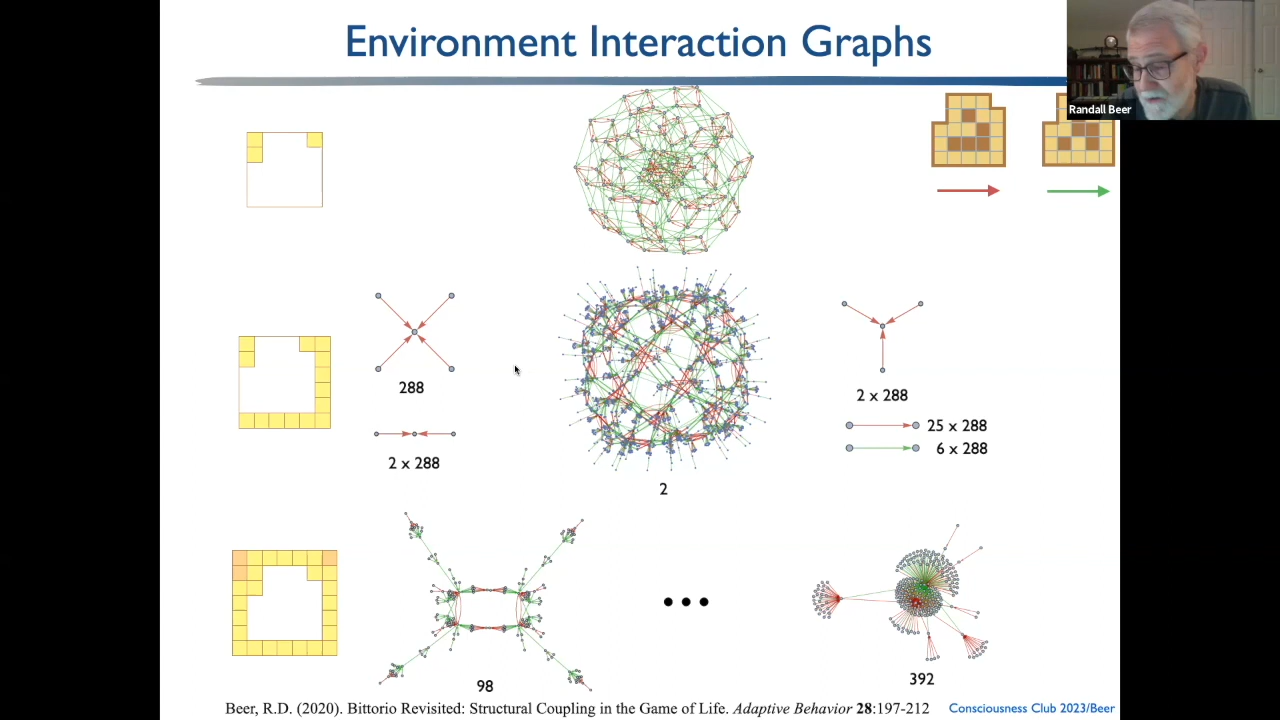 Environment Interaction Graphs
Randall Beer
288
2 x 288
2 x 288
25 x 288
6 x 288
2
98
392
Beer, R.D. (2020). Bittorio Revisited: Structural Coupling in the Game of Life. Adaptive Behavior 28:197-212
Consciousness Club 2023/Beer